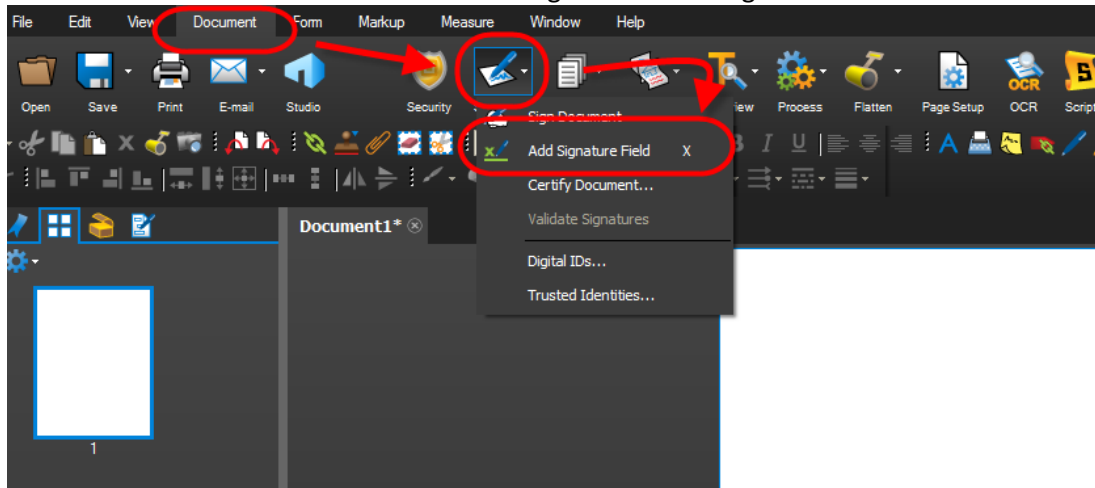 File Edit View Document Form Markup Measure Window Help
Open Save Print E-mail Studio Security Process Flatten Page Setup OCR Script
Sign Document
Add Signature Field X
Certify Document...
Validate Signatures
Digital IDs...
Trusted Identities...
Document1*
1